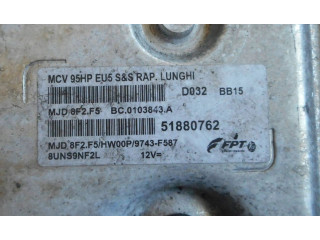 MCV 95HP EU5 S&S RAP. LUNGHI
D032 BB15
MJD 8F2.F5 BC.0103843.A
51880762
MJD 8F2.F5/HW00P/9743-F587
8UNS9NF2L 12V=
FPT